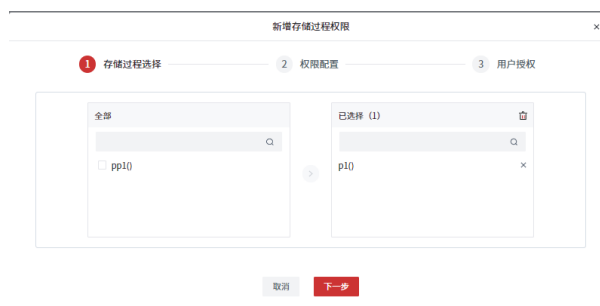 新增存储过程权限
1 存储过程选择 2 权限配置 3 用户授权
全部
pp1()
已选择（1）
p1()
取消 下一步